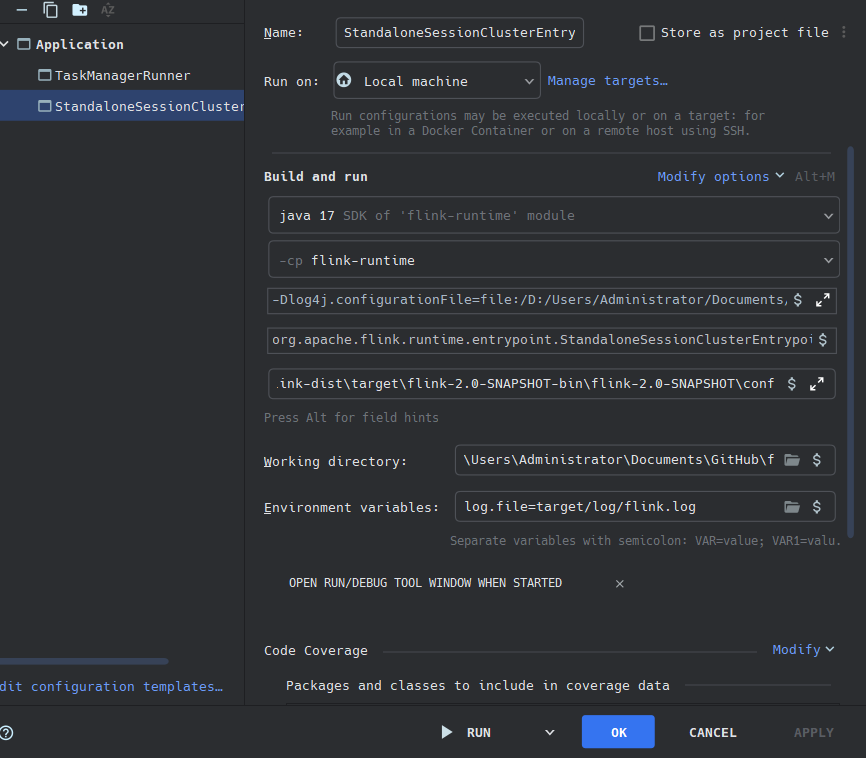 Application
TaskManagerRunner
StandaloneSessionCluster
dit configuration templates…
Name: StandaloneSessionClusterEntry Store as project file
Run on: Local machine Manage targets…
Run configurations may be executed locally or on a target: for
example in a Docker Container or on a remote host using SSH.
Build and run Modify options Alt+M
java 17 SDK of 'flink-runtime' module
-cp flink-runtime
-Dlog4j.configurationFile=file:/D:/Users/Administrator/Documents/ $
org.apache.flink.runtime.entrypoint.StandaloneSessionClusterEntrypoi $
.ink-dist\target\flink-2.0-SNAPSHOT-bin\flink-2.0-SNAPSHOT\conf $
Press Alt for field hints
Working directory: \Users\Administrator\Documents\GitHub\f $
Environment variables: log.file=target/log/flink.log $
Separate variables with semicolon: VAR=value; VAR1=valu.
OPEN RUN/DEBUG TOOL WINDOW WHEN STARTED ×
Code Coverage Modify
Packages and classes to include in coverage data
? RUN OK CANCEL APPLY